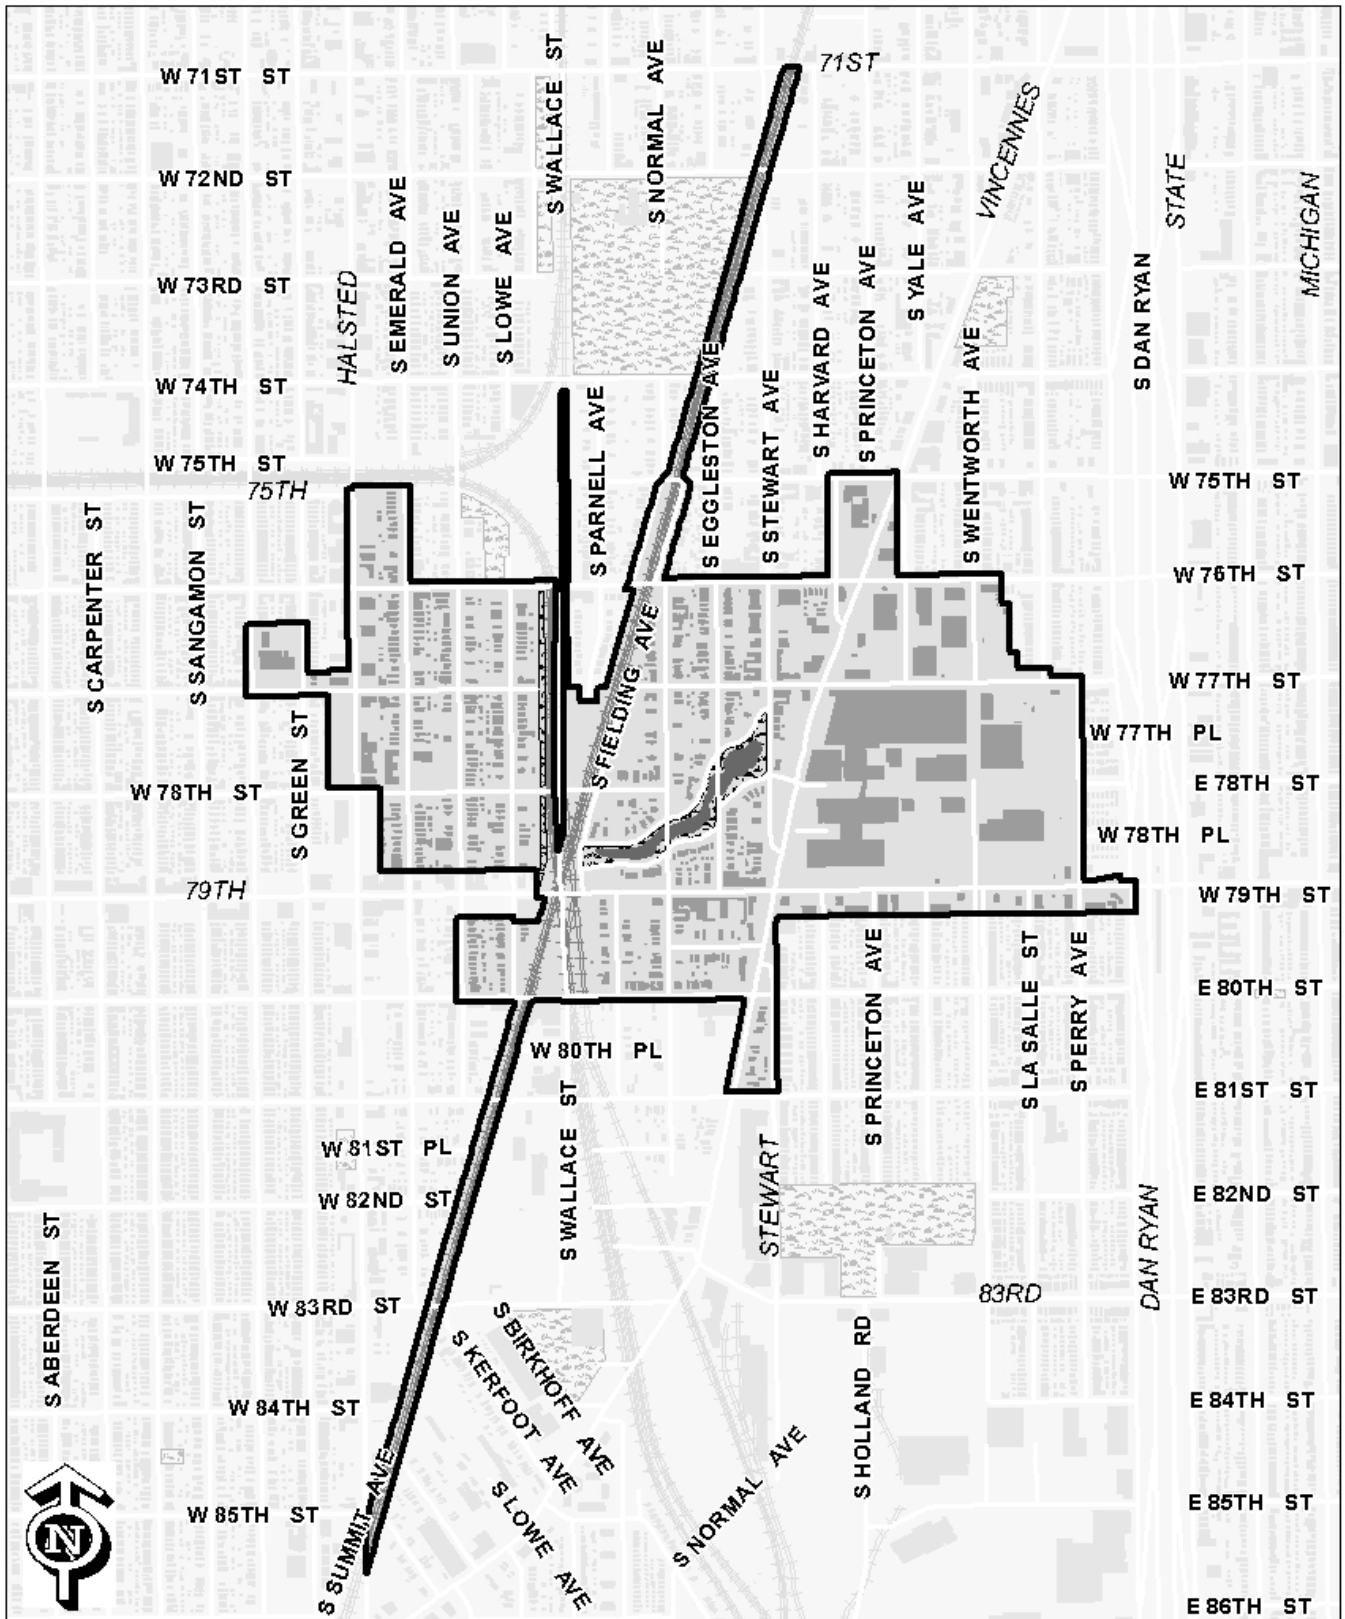 W 71ST ST
S WALLACE ST
S NORMAL AVE
71ST
VINCENNES
STATE
MICHIGAN
W 72ND ST
S EMERALD AVE
S UNION AVE
S LOWE AVE
S YALE AVE
W 73RD ST
HALSTED
S HARVARD AVE
S PRINCETON AVE
S DAN RYAN
W 74TH ST
S PARNELL AVE
S EGGLESTON AVE
S STEWART AVE
S WENTWORTH AVE
W 75TH ST
75TH
W 75TH ST
S CARPENTER ST
S SANGAMON ST
W 76TH ST
S FIELDING AVE
W 77TH ST
S GREEN ST
W 77TH PL
W 78TH ST
E 78TH ST
W 78TH PL
79TH
W 79TH ST
S PRINCETON AVE
S LA SALLE ST
S PERRY AVE
E 80TH ST
W 80TH PL
E 81ST ST
S WALLACE ST
W 81ST PL
STEWART
W 82ND ST
E 82ND ST
S ABERDEEN ST
DAN RYAN
W 83RD ST
83RD
E 83RD ST
S BIRKHOFF AVE
S KERFOOT AVE
S HOLLAND RD
W 84TH ST
E 84TH ST
S SUMMIT AVE
S LOWE AVE
S NORMAL AVE
W 85TH ST
E 85TH ST
N
E 86TH ST